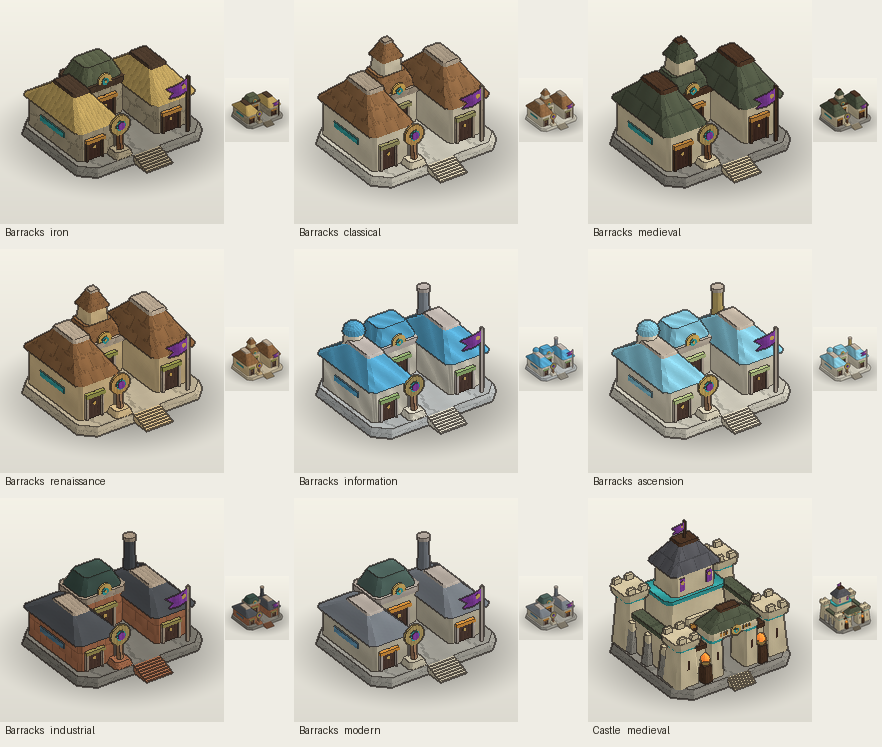 Barracks iron
Barracks classical
Barracks medieval
Barracks renaissance
Barracks information
Barracks ascension
Barracks industrial
Barracks modern
Castle medieval